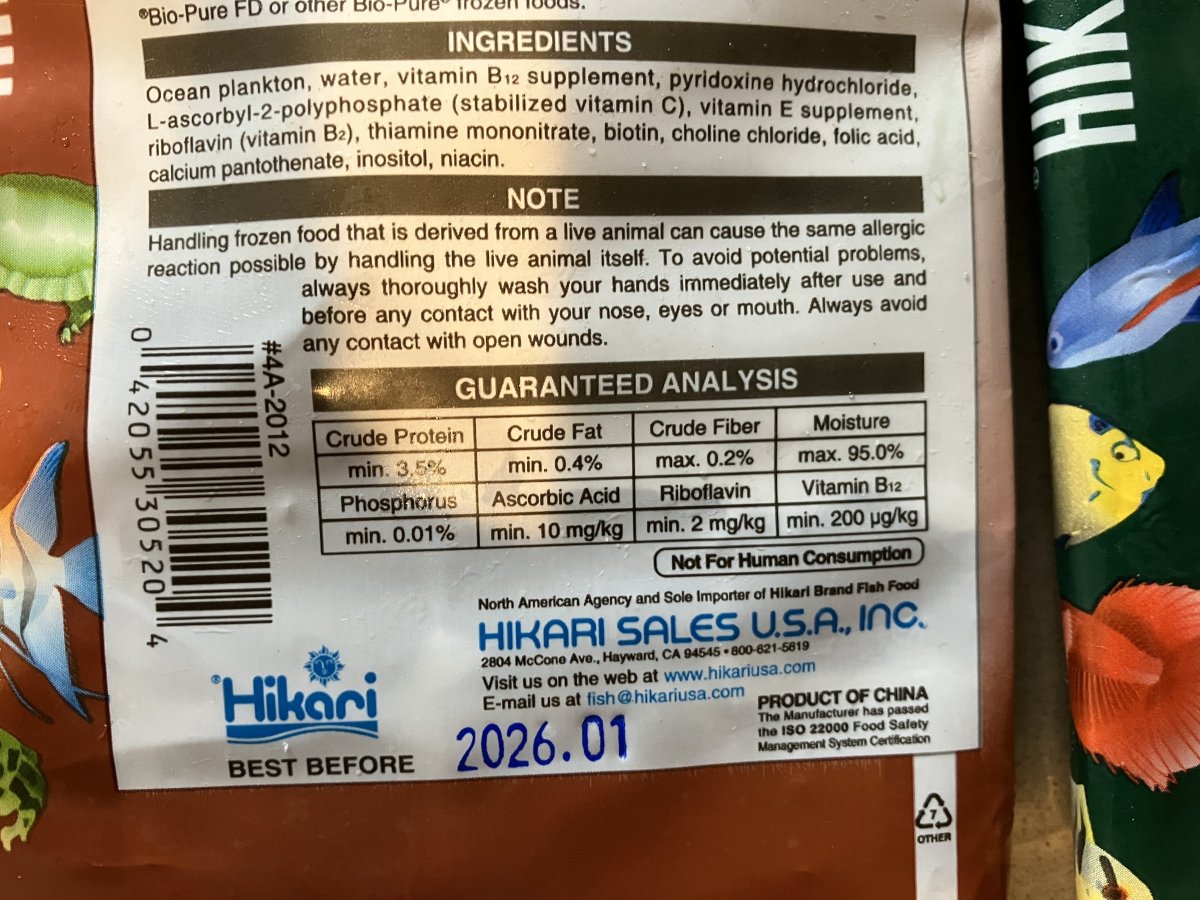 ®Bio-Pure FD or other Bio-Pure® frozen foods.
INGREDIENTS
Ocean plankton, water, vitamin B12 supplement, pyridoxine hydrochloride,
L-ascorbyl-2-polyphosphate (stabilized vitamin C), vitamin E supplement,
riboflavin (vitamin B2), thiamine mononitrate, biotin, choline chloride, folic acid,
calcium pantothenate, inositol, niacin.
NOTE
Handling frozen food that is derived from a live animal can cause the same allergic
reaction possible by handling the live animal itself. To avoid potential problems,
always thoroughly wash your hands immediately after use and
before any contact with your nose, eyes or mouth. Always avoid
any contact with open wounds.
#4A-2012
0 42055 30520 4
GUARANTEED ANALYSIS
Crude Protein Crude Fat Crude Fiber Moisture
min. 3.5% min. 0.4% max. 0.2% max. 95.0%
Phosphorus Ascorbic Acid Riboflavin Vitamin B12
min. 0.01% min. 10 mg/kg min. 2 mg/kg min. 200 µg/kg
Not For Human Consumption
North American Agency and Sole Importer of Hikari Brand Fish Food
HIKARI SALES U.S.A., INC.
2804 McCone Ave., Hayward, CA 94545 • 800-621-5619
Visit us on the web at www.hikariusa.com
E-mail us at fish@hikariusa.com
PRODUCT OF CHINA
The Manufacturer has passed
the ISO 22000 Food Safety
Management System Certification
®Hikari
BEST BEFORE 2026.01
7
OTHER
HIK
®